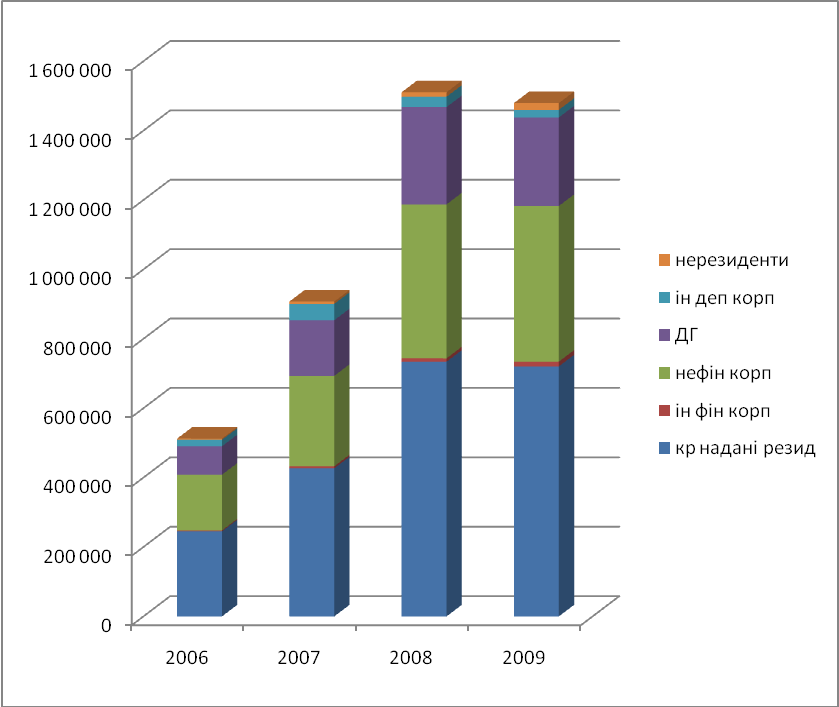 1 600 000
1 400 000
1 200 000
1 000 000
800 000
600 000
400 000
200 000
0
2006 2007 2008 2009
нерезиденти
ін деп корп
ДГ
нефін корп
ін фін корп
кр надані резид